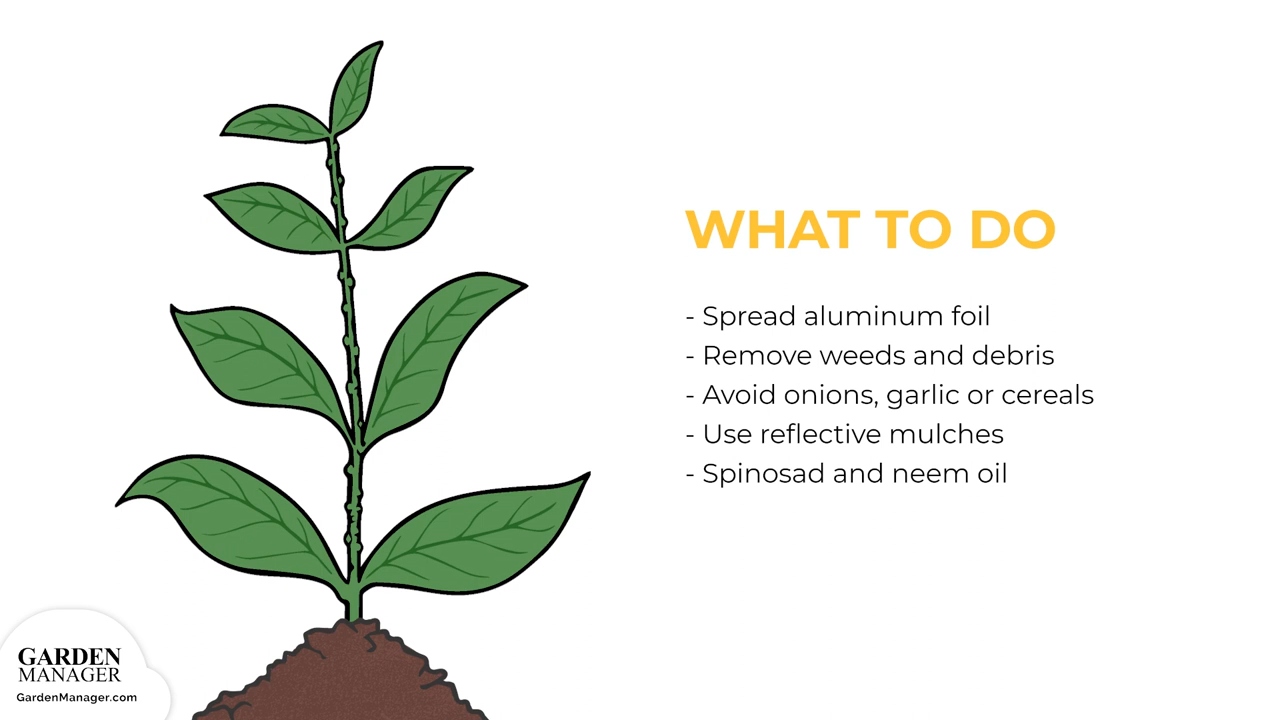 WHAT TO DO
- Spread aluminum foil
- Remove weeds and debris
- Avoid onions, garlic or cereals
- Use reflective mulches
- Spinosad and neem oil
GARDEN
MANAGER
GardenManager.com